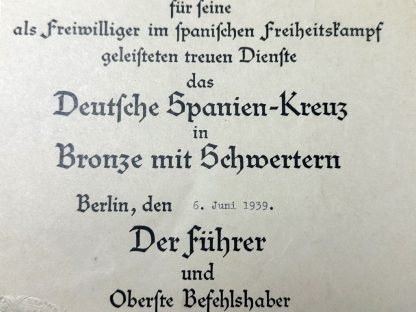 für seine
als Freiwilliger im spanischen Freiheitskampf
geleisteten treuen Dienste
das
Deutsche Spanien-Kreuz
in
Bronze mit Schwertern
Berlin, den 6. Juni 1939.
Der Führer
und
Oberste Befehlshaber